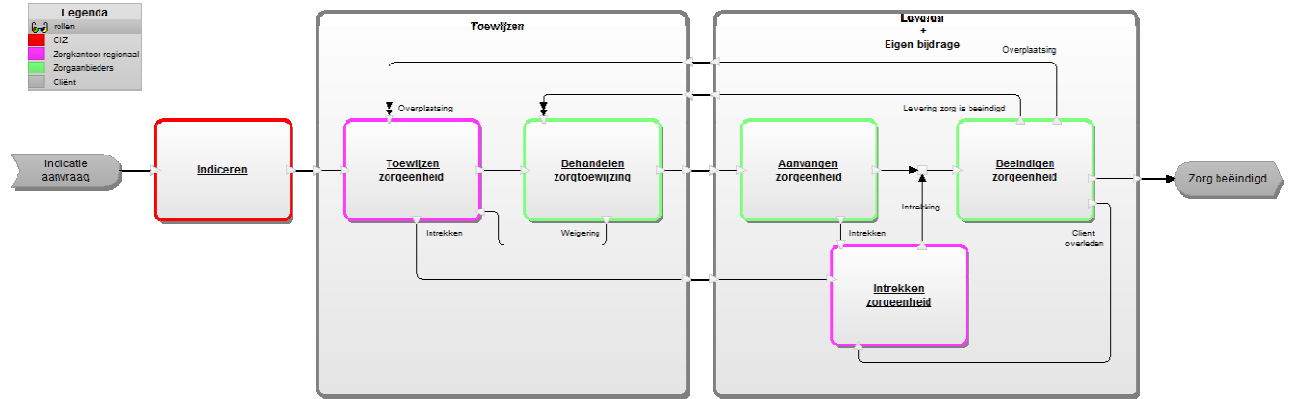 Legenda
rollen
CIZ
Zorgkantoor regionaal
Zorgaanbieders
Cliënt
Toewijzen
Leveren
+
Eigen bijdrage
Overplaatsing
Overplaatsing
Levering zorg is beëindigd
Indicatie
aanvraag
Indiceren
Toewijzen
zorgeenheid
Behandelen
zorgtoewijzing
Aanvangen
zorgeenheid
Beëindigen
zorgeenheid
Zorg beëindigd
Intrekking
Intrekken
Weigering
Intrekken
Client
overleden
Intrekken
zorgeenheid